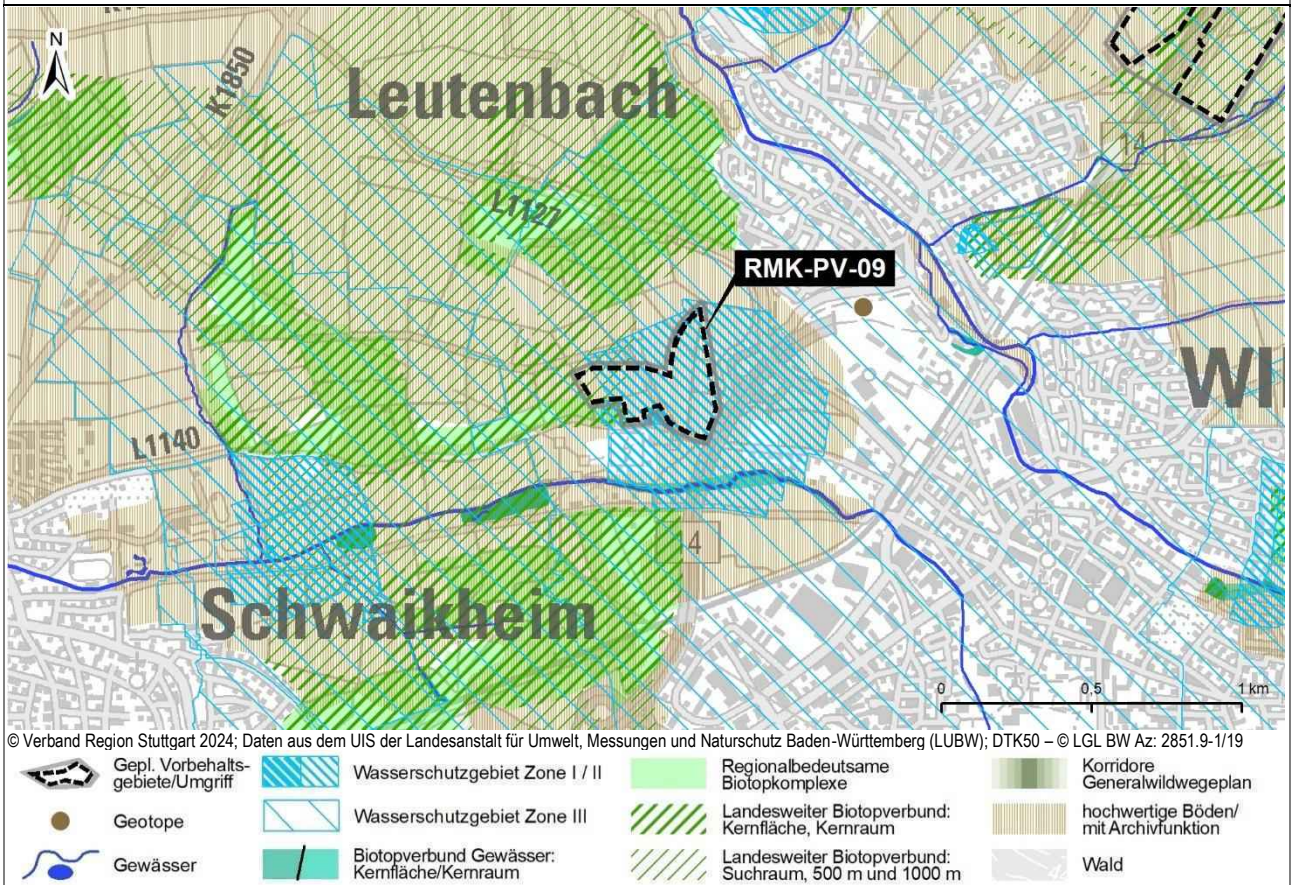 N
K1850
Leutenbach
14
L1127
RMK-PV-09
WI
L1140
4
Schwaikheim
0 0,5 1 km
© Verband Region Stuttgart 2024; Daten aus dem UIS der Landesanstalt für Umwelt, Messungen und Naturschutz Baden-Württemberg (LUBW); DTK50 – © LGL BW Az: 2851.9-1/19
Gepl. Vorbehalts-
gebiete/Umgriff
Geotope
Gewässer
Wasserschutzgebiet Zone I / II
Wasserschutzgebiet Zone III
Biotopverbund Gewässer:
Kernfläche/Kernraum
Regionalbedeutsame
Biotopkomplexe
Landesweiter Biotopverbund:
Kernfläche, Kernraum
Landesweiter Biotopverbund:
Suchraum, 500 m und 1000 m
Korridore
Generalwildwegeplan
hochwertige Böden/
mit Archivfunktion
Wald